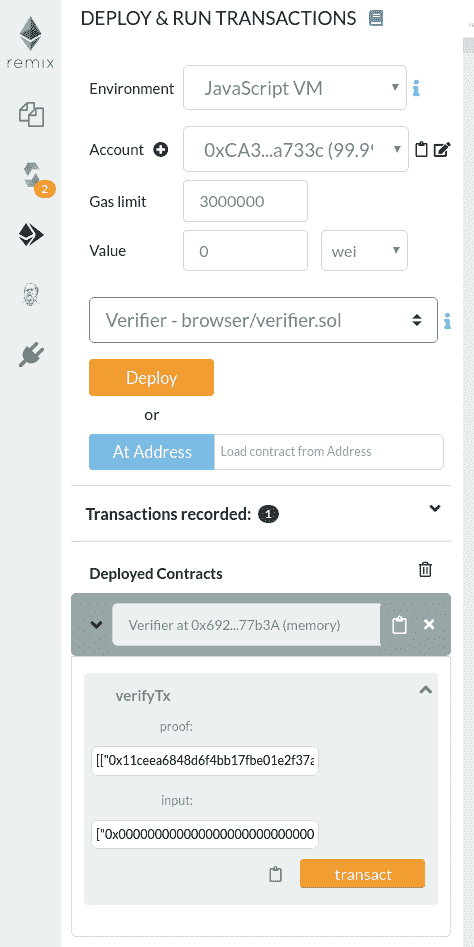 DEPLOY & RUN TRANSACTIONS
remix
Environment JavaScript VM
Account 0xCA3...a733c (99.9
2
Gas limit 3000000
Value 0 wei
Verifier - browser/verifier.sol
Deploy
or
At Address Load contract from Address
Transactions recorded: 1
Deployed Contracts
Verifier at 0x692...77b3A (memory)
verifyTx
proof:
[["0x11ceea6848d6f4bb17fbe01e2f37a
input:
["0x0000000000000000000000000000
transact